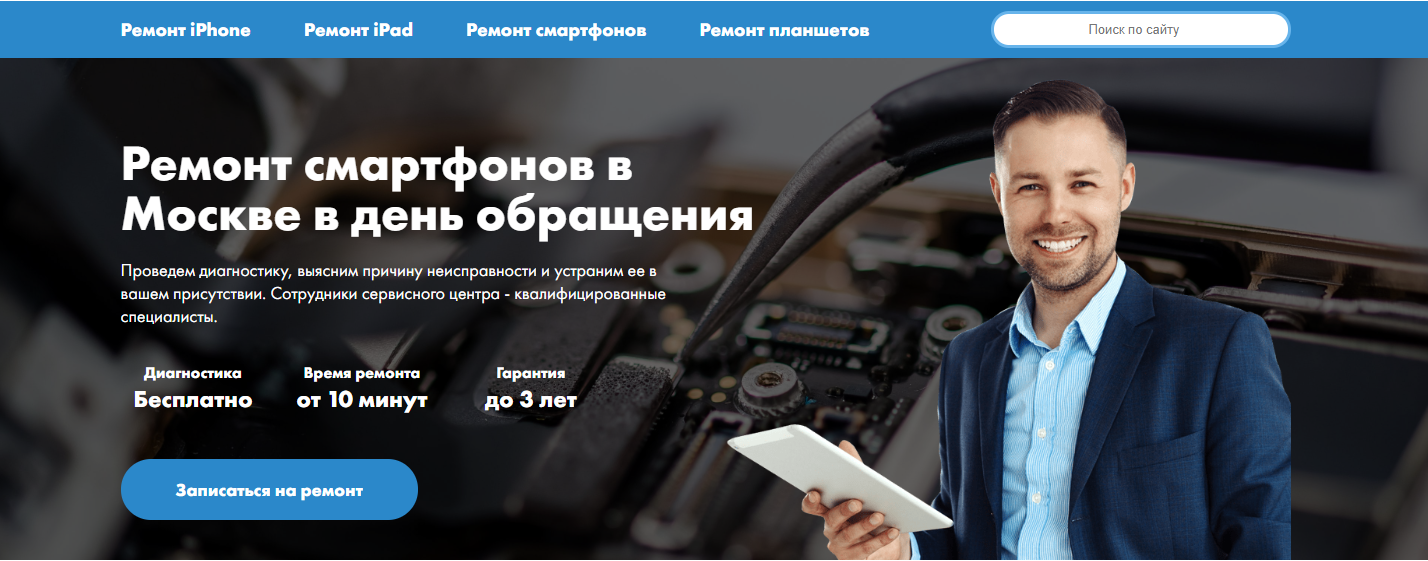 Ремонт iPhone
Ремонт iPad
Ремонт смартфонов
Ремонт планшетов
Поиск по сайту
Ремонт смартфонов в
Москве в день обращения
Проведем диагностику, выясним причину неисправности и устраним ее в
вашем присутствии. Сотрудники сервисного центра - квалифицированные
специалисты.
Диагностика
Бесплатно
Время ремонта
от 10 минут
Гарантия
до 3 лет
Записаться на ремонт